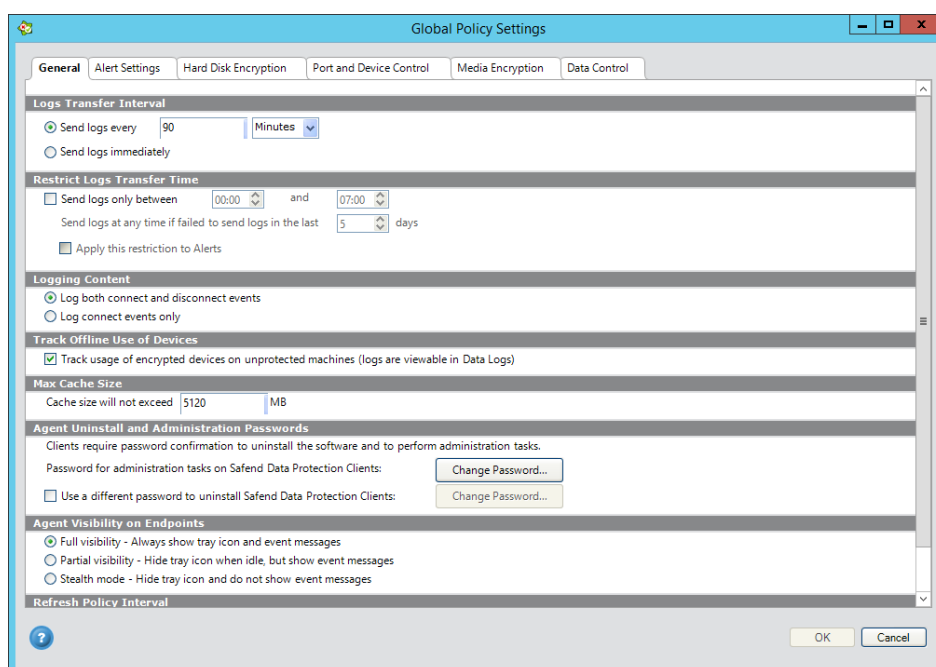 Global Policy Settings
General Alert Settings Hard Disk Encryption Port and Device Control Media Encryption Data Control
Logs Transfer Interval
Send logs every 90 Minutes
Send logs immediately
Restrict Logs Transfer Time
Send logs only between 00:00 and 07:00
Send logs at any time if failed to send logs in the last 5 days
Apply this restriction to Alerts
Logging Content
Log both connect and disconnect events
Log connect events only
Track Offline Use of Devices
Track usage of encrypted devices on unprotected machines (logs are viewable in Data Logs)
Max Cache Size
Cache size will not exceed 5120 MB
Agent Uninstall and Administration Passwords
Clients require password confirmation to uninstall the software and to perform administration tasks.
Password for administration tasks on Safend Data Protection Clients: Change Password...
Use a different password to uninstall Safend Data Protection Clients: Change Password...
Agent Visibility on Endpoints
Full visibility - Always show tray icon and event messages
Partial visibility - Hide tray icon when idle, but show event messages
Stealth mode - Hide tray icon and do not show event messages
Refresh Policy Interval
? OK Cancel